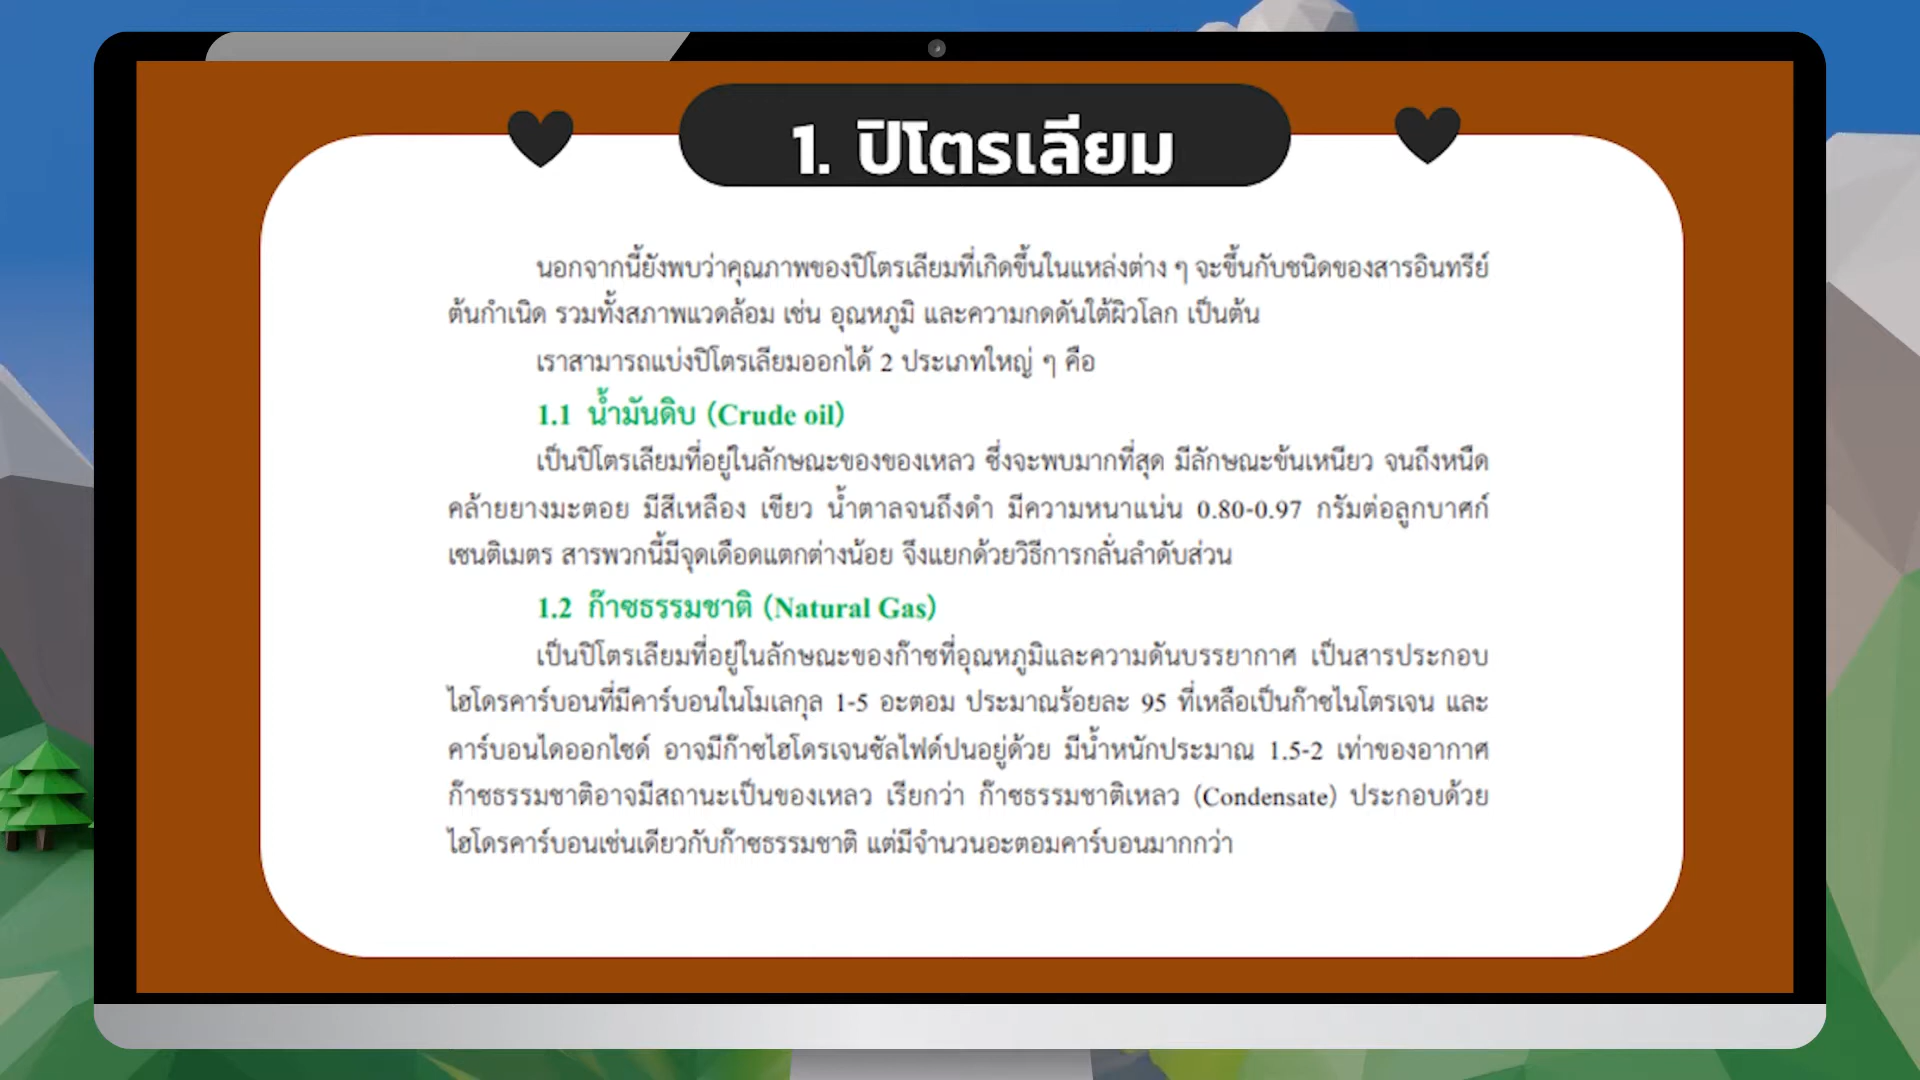 1. ปิโตรเลียม
นอกจากนี้ยังพบว่าคุณภาพของปิโตรเลียมที่เกิดขึ้นในแหล่งต่าง ๆ จะขึ้นกับชนิดของสารอินทรีย์
ต้นกำเนิด รวมทั้งสภาพแวดล้อม เช่น อุณหภูมิ และความกดดันใต้ผิวโลก เป็นต้น
เราสามารถแบ่งปิโตรเลียมออกได้ 2 ประเภทใหญ่ ๆ คือ
1.1 น้ำมันดิบ (Crude oil)
เป็นปิโตรเลียมที่อยู่ในลักษณะของของเหลว ซึ่งจะพบมากที่สุด มีลักษณะข้นเหนียว จนถึงหนืด
คล้ายยางมะตอย มีสีเหลือง เขียว น้ำตาลจนถึงดำ มีความหนาแน่น 0.80-0.97 กรัมต่อลูกบาศก์
เซนติเมตร สารพวกนี้มีจุดเดือดแตกต่างน้อย จึงแยกด้วยวิธีการกลั่นลำดับส่วน
1.2 ก๊าซธรรมชาติ (Natural Gas)
เป็นปิโตรเลียมที่อยู่ในลักษณะของก๊าซที่อุณหภูมิและความดันบรรยากาศ เป็นสารประกอบ
ไฮโดรคาร์บอนที่มีคาร์บอนในโมเลกุล 1-5 อะตอม ประมาณร้อยละ 95 ที่เหลือเป็นก๊าซไนโตรเจน และ
คาร์บอนไดออกไซด์ อาจมีก๊าซไฮโดรเจนซัลไฟด์ปนอยู่ด้วย มีน้ำหนักประมาณ 1.5-2 เท่าของอากาศ
ก๊าซธรรมชาติอาจมีสถานะเป็นของเหลว เรียกว่า ก๊าซธรรมชาติเหลว (Condensate) ประกอบด้วย
ไฮโดรคาร์บอนเช่นเดียวกับก๊าซธรรมชาติ แต่มีจำนวนอะตอมคาร์บอนมากกว่า